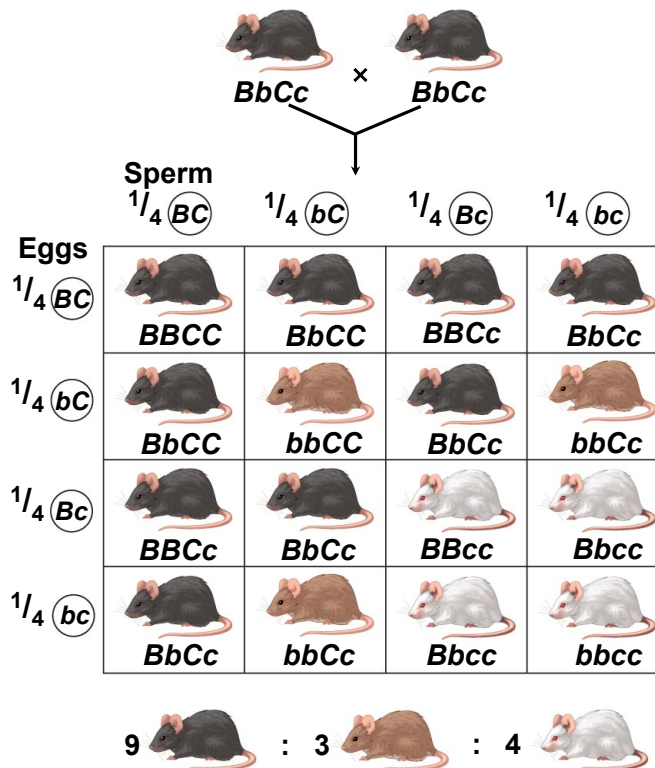 ×
BbCc BbCc
Sperm
1/4 BC 1/4 bC 1/4 Bc 1/4 bc
Eggs
1/4 BC
BBCC BbCC BBCc BbCc
1/4 bC
BbCC bbCC BbCc bbCc
1/4 Bc
BBCc BbCc BBcc Bbcc
1/4 bc
BbCc bbCc Bbcc bbcc
9 : 3 : 4